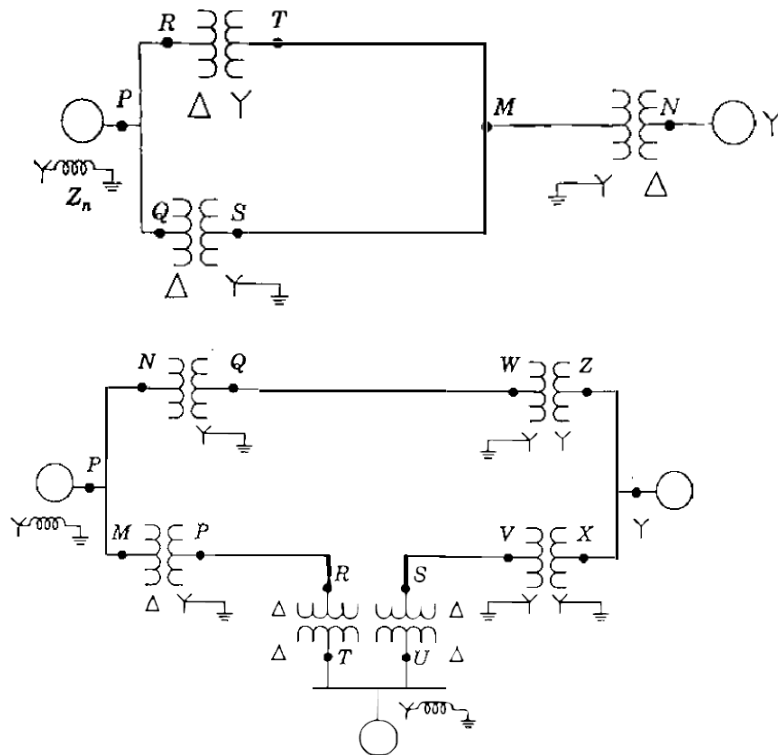 R T
P Δ Y M N Y
Y Y Δ
Z_n
Q S
Δ Y
N Q W Z
Y Y Y
P
Y Y
M P V X
R S
Δ Y Δ Δ Y Y
Δ T U Δ
Y